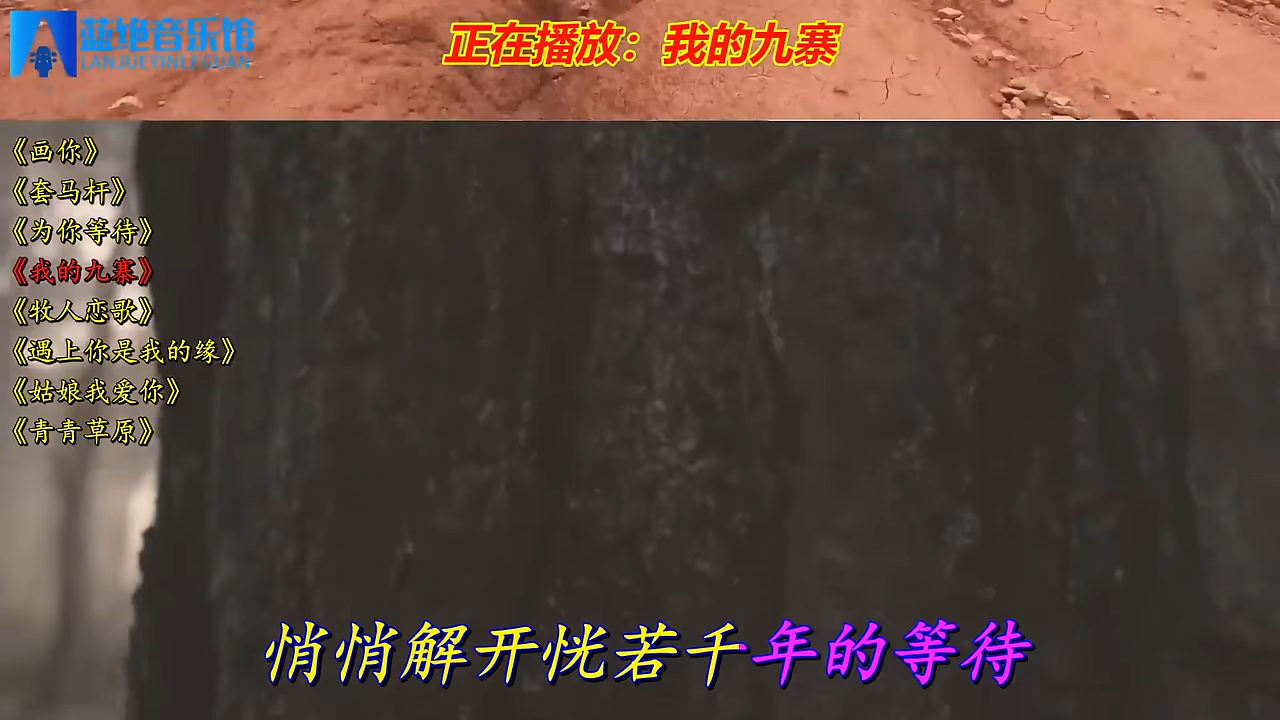 蓝绝音乐馆
LANJUEYINLEGUAN
正在播放：我的九寨
《画你》
《套马杆》
《为你等待》
《我的九寨》
《牧人恋歌》
《遇上你是我的缘》
《姑娘我爱你》
《青青草原》
悄悄解开恍若千年的等待